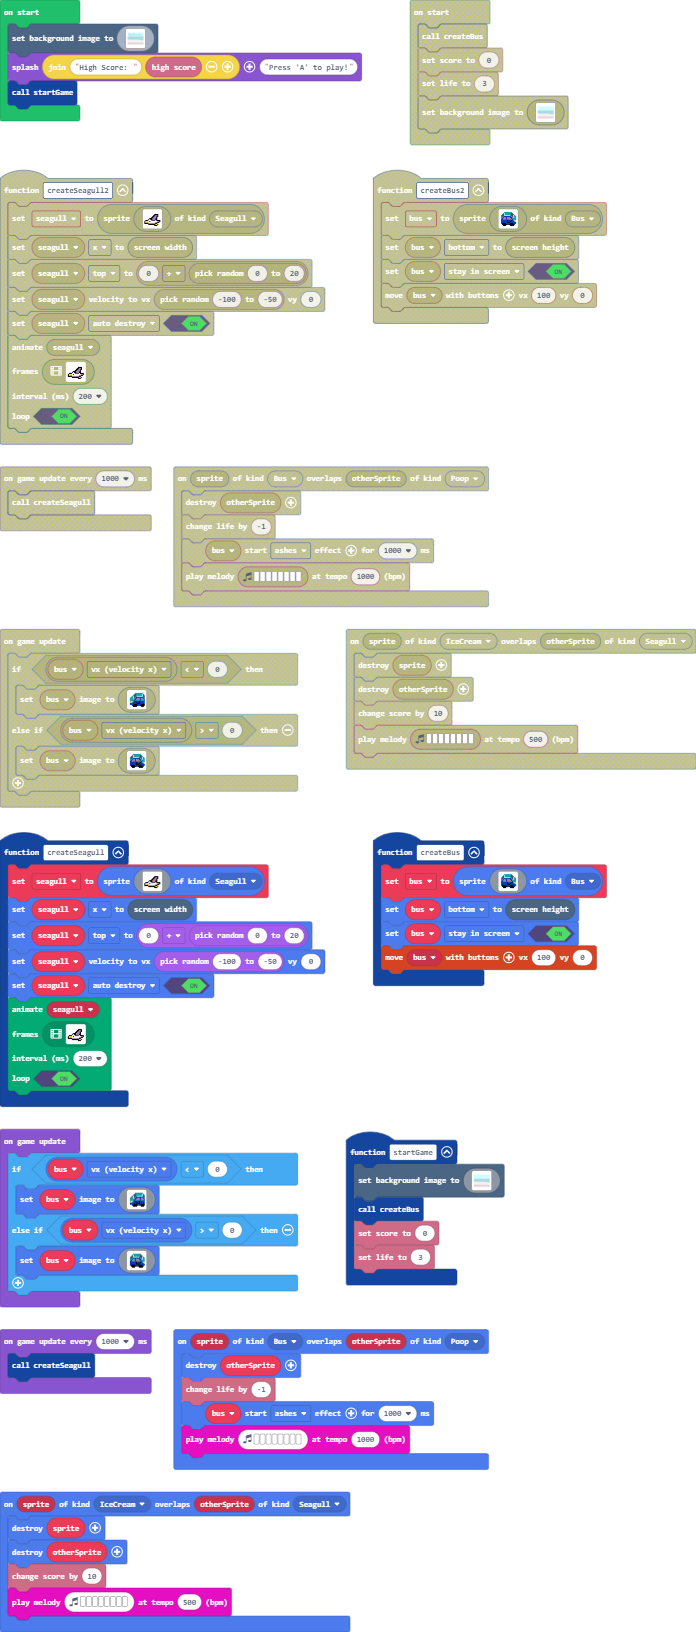 on start
set background image to
splash join "High Score: " high score "Press 'A' to play!"
call startGame
on start
call createBus
set score to 0
set life to 3
set background image to
function createSeagull2
set seagull to sprite of kind Seagull
set seagull x to screen width
set seagull top to 0 + pick random 0 to 20
set seagull velocity to vx pick random -100 to -50 vy 0
set seagull auto destroy ON
animate seagull
frames
interval (ms) 200
loop ON
function createBus2
set bus to sprite of kind Bus
set bus bottom to screen height
set bus stay in screen ON
move bus with buttons vx 100 vy 0
on game update every 1000 ms
call createSeagull
on sprite of kind Bus overlaps otherSprite of kind Poop
destroy otherSprite
change life by -1
bus start ashes effect for 1000 ms
play melody at tempo 1000 (bpm)
on game update
if bus vx (velocity x) < 0 then
set bus image to
else if bus vx (velocity x) > 0 then
set bus image to
on sprite of kind IceCream overlaps otherSprite of kind Seagull
destroy sprite
destroy otherSprite
change score by 10
play melody at tempo 500 (bpm)
function createSeagull
set seagull to sprite of kind Seagull
set seagull x to screen width
set seagull top to 0 + pick random 0 to 20
set seagull velocity to vx pick random -100 to -50 vy 0
set seagull auto destroy ON
animate seagull
frames
interval (ms) 200
loop ON
function createBus
set bus to sprite of kind Bus
set bus bottom to screen height
set bus stay in screen ON
move bus with buttons vx 100 vy 0
on game update
if bus vx (velocity x) < 0 then
set bus image to
else if bus vx (velocity x) > 0 then
set bus image to
function startGame
set background image to
call createBus
set score to 0
set life to 3
on game update every 1000 ms
call createSeagull
on sprite of kind Bus overlaps otherSprite of kind Poop
destroy otherSprite
change life by -1
bus start ashes effect for 1000 ms
play melody at tempo 1000 (bpm)
on sprite of kind IceCream overlaps otherSprite of kind Seagull
destroy sprite
destroy otherSprite
change score by 10
play melody at tempo 500 (bpm)